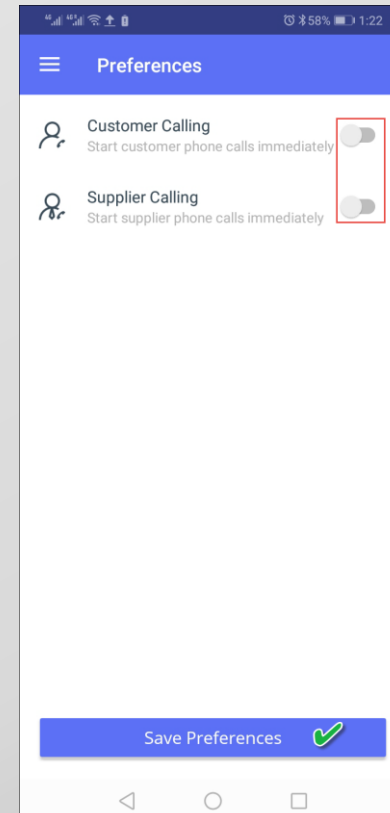 58% 1:22
Preferences
Customer Calling
Start customer phone calls immediately
Supplier Calling
Start supplier phone calls immediately
Save Preferences